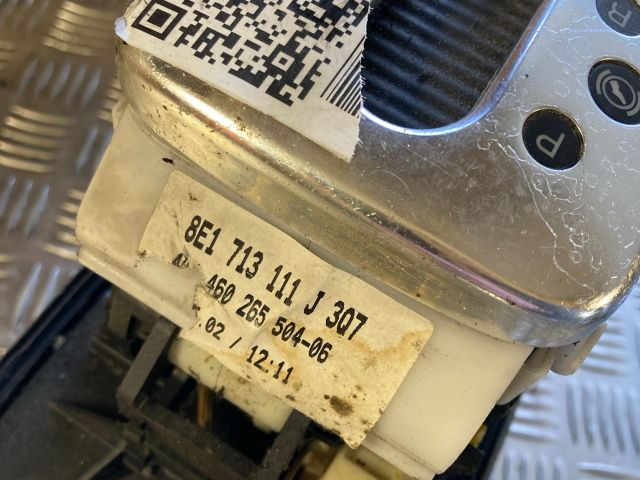 R
P
8E1 713 111 J 3Q7
460 265 504-06
.02 / 12:11